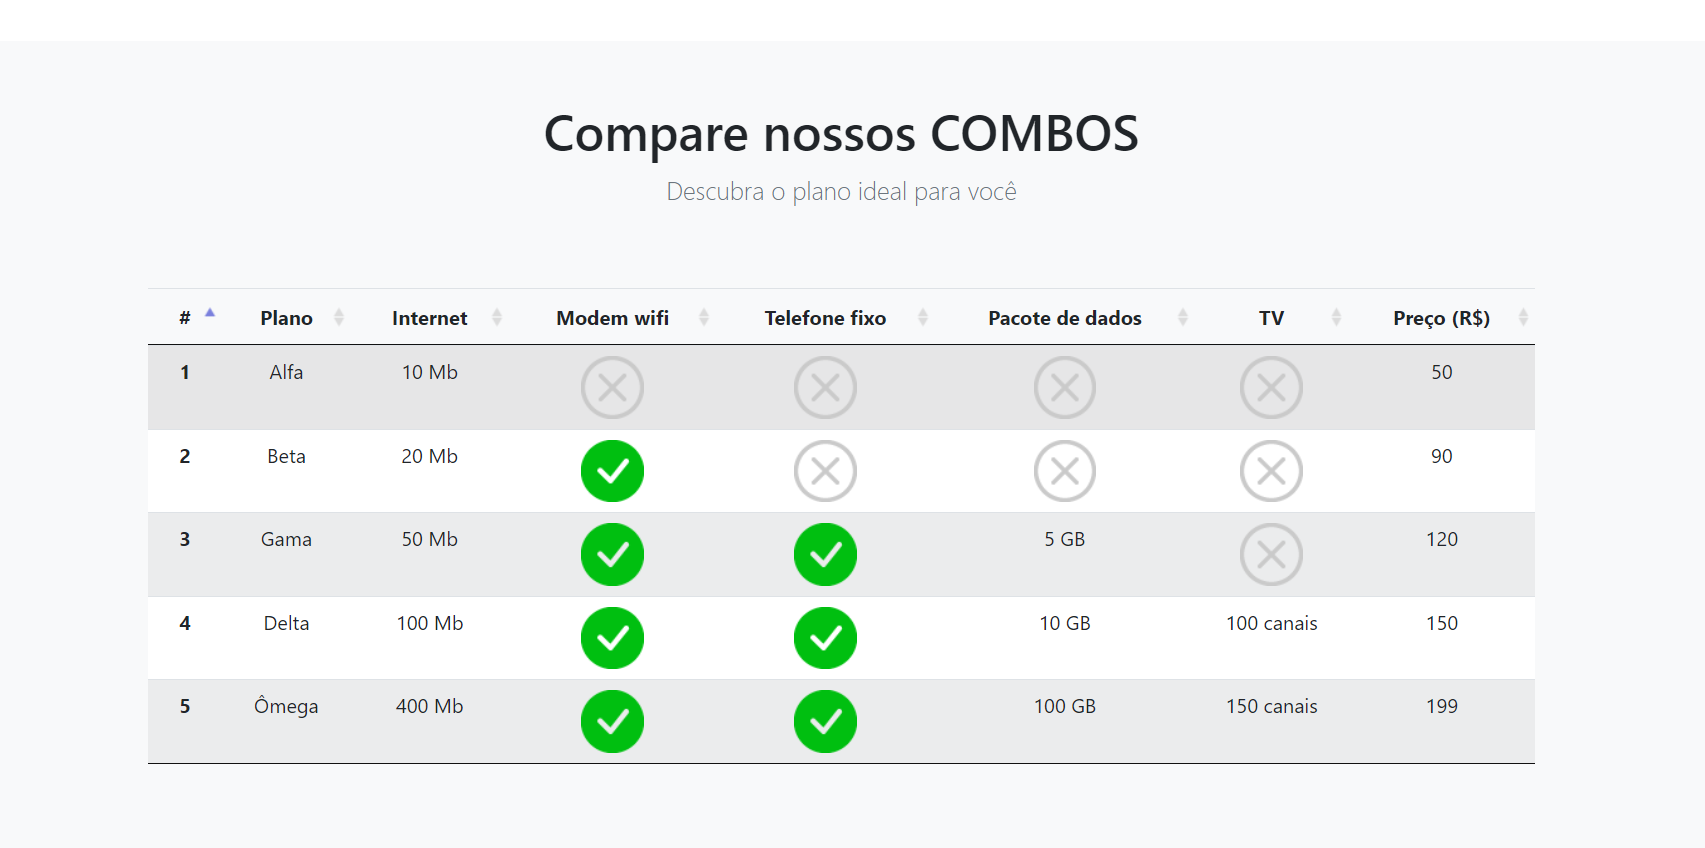 Compare nossos COMBOS
Descubra o plano ideal para você
# Plano Internet Modem wifi Telefone fixo Pacote de dados TV Preço (R$)
1 Alfa 10 Mb 50
2 Beta 20 Mb 90
3 Gama 50 Mb 5 GB 120
4 Delta 100 Mb 10 GB 100 canais 150
5 Ômega 400 Mb 100 GB 150 canais 199